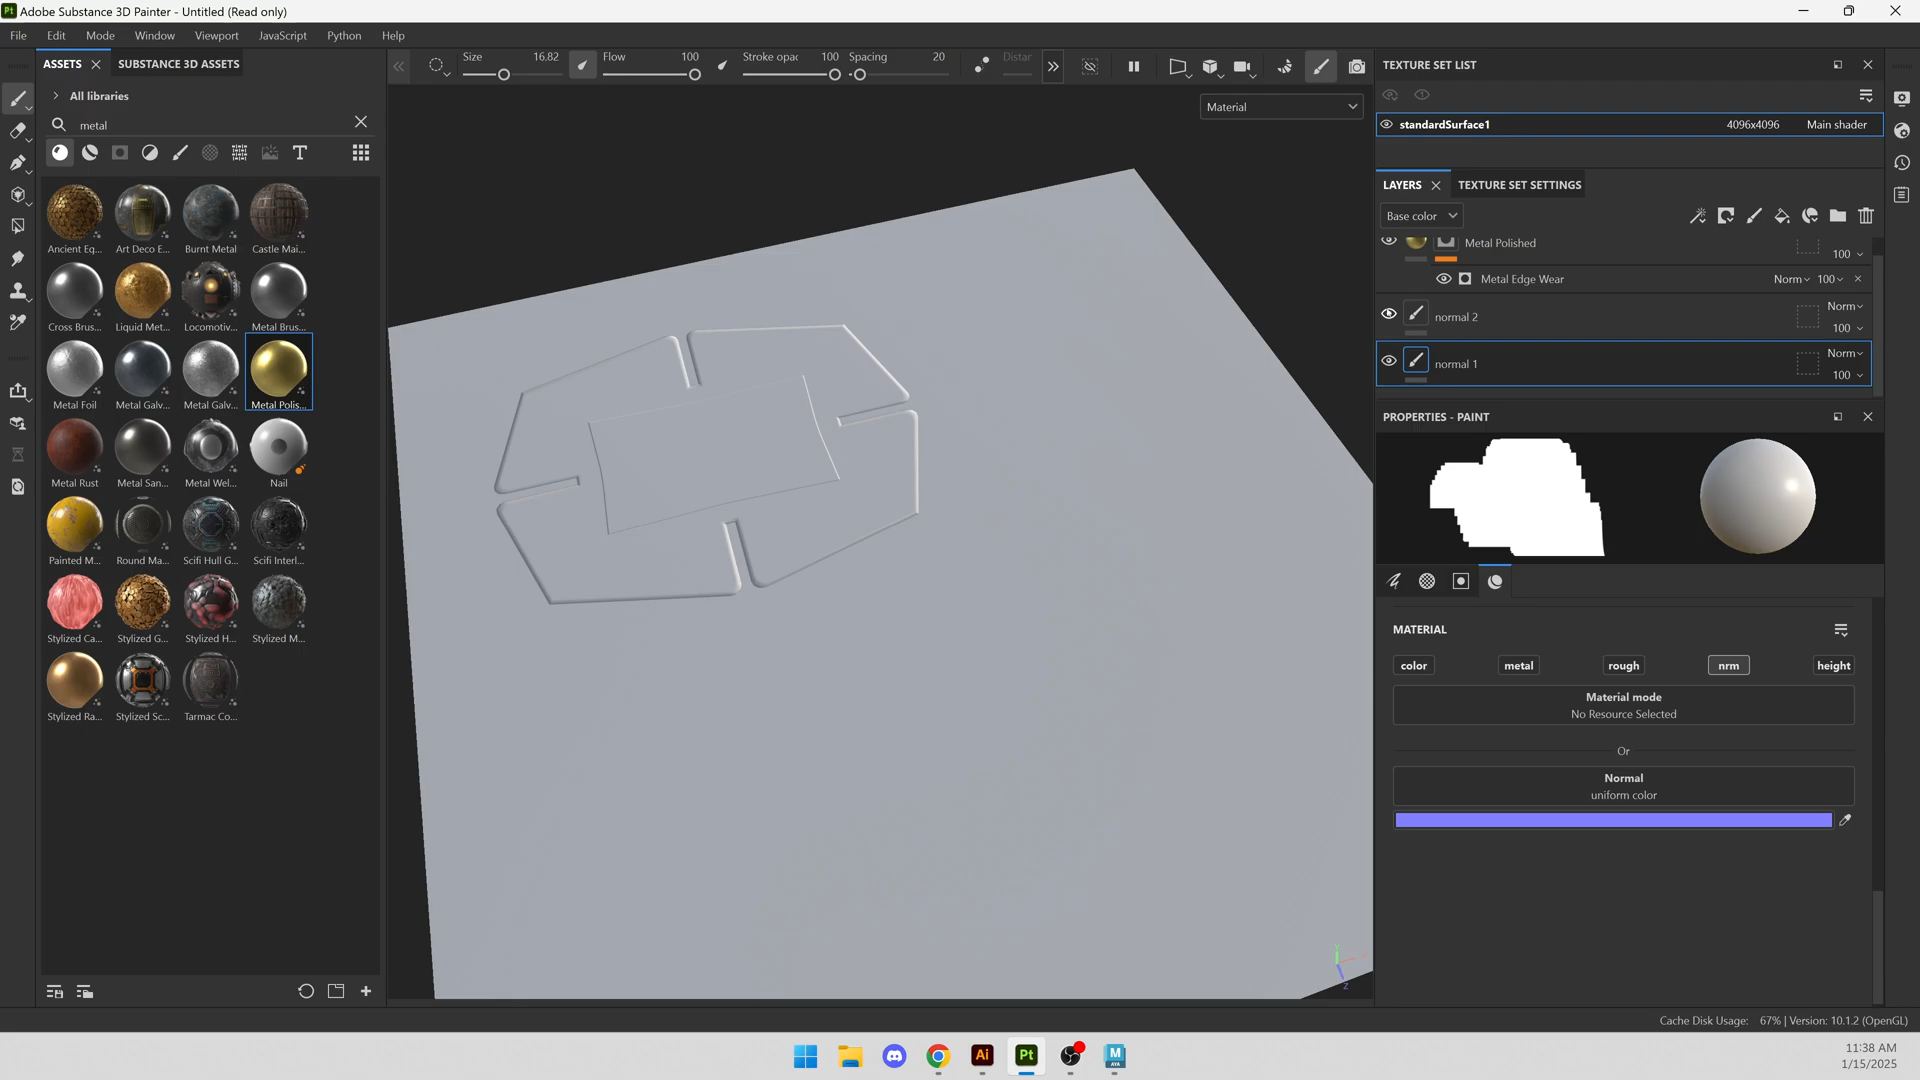 Adobe Substance 3D Painter - Untitled (Read only)
File Edit Mode Window Viewport JavaScript Python Help
ASSETS
SUBSTANCE 3D ASSETS
All libraries
metal
Ancient Eq...
Art Deco E...
Burnt Metal
Castle Mai...
Cross Brus...
Liquid Met...
Locomotiv...
Metal Brus...
Metal Foil
Metal Galv...
Metal Galv...
Metal Polis...
Metal Rust
Metal San...
Metal Wel...
Nail
Painted M...
Round Ma...
Scifi Hull G...
Scifi Interl...
Stylized Ca...
Stylized G...
Stylized H...
Stylized M...
Stylized Ra...
Stylized Sc...
Tarmac Co...
Size 16.82
Flow 100
Stroke opac 100
Spacing 20
Distar
Material
TEXTURE SET LIST
standardSurface1 4096x4096 Main shader
LAYERS
TEXTURE SET SETTINGS
Base color
Metal Polished
100
Metal Edge Wear Norm 100
normal 2
Norm
100
normal 1
Norm
100
PROPERTIES - PAINT
MATERIAL
color metal rough nrm height
Material mode
No Resource Selected
Or
Normal
uniform color
Y
Z
Cache Disk Usage: 67% | Version: 10.1.2 (OpenGL)
Pt
Ai
Pt
M
11:38 AM
1/15/2025